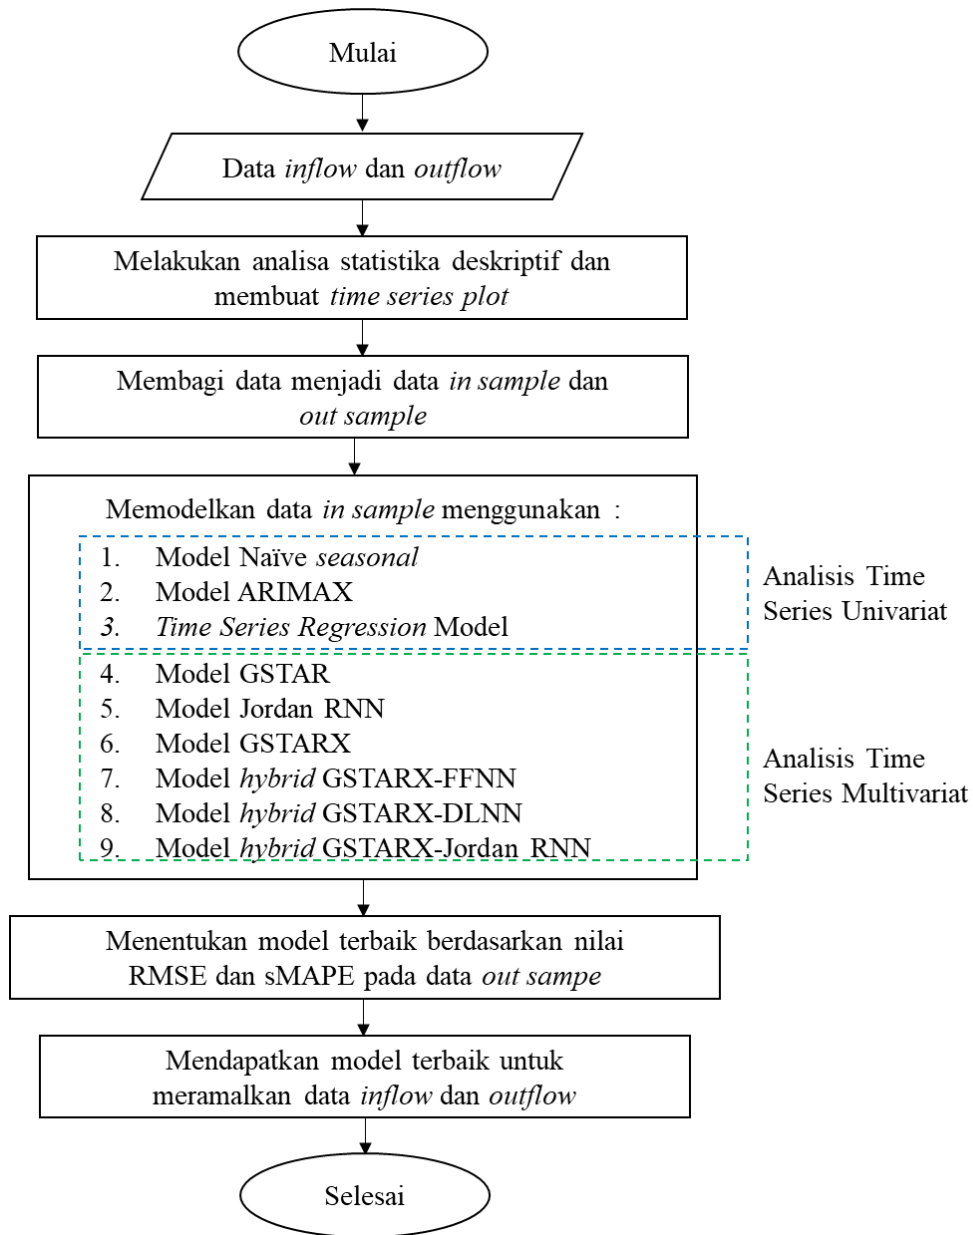 Mulai
Data inflow dan outflow
Melakukan analisa statistika deskriptif dan
membuat time series plot
Membagi data menjadi data in sample dan
out sample
Memodelkan data in sample menggunakan :
1. Model Naïve seasonal
2. Model ARIMAX
3. Time Series Regression Model
Analisis Time
Series Univariat
4. Model GSTAR
5. Model Jordan RNN
6. Model GSTARX
7. Model hybrid GSTARX-FFNN
8. Model hybrid GSTARX-DLNN
9. Model hybrid GSTARX-Jordan RNN
Analisis Time
Series Multivariat
Menentukan model terbaik berdasarkan nilai
RMSE dan sMAPE pada data out sampe
Mendapatkan model terbaik untuk
meramalkan data inflow dan outflow
Selesai